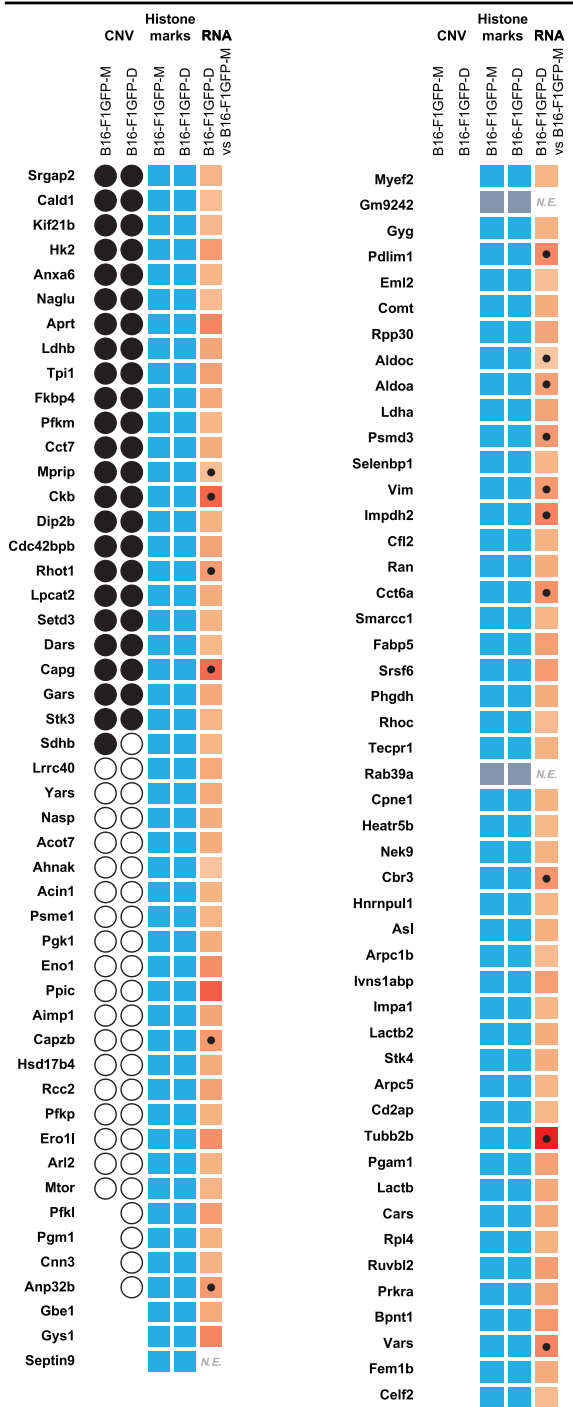 CNV
Histone marks
RNA
B16-F1GFP-M
B16-F1GFP-D
B16-F1GFP-M
B16-F1GFP-D
B16-F1GFP-D
vs B16-F1GFP-M
Srgap2
Cald1
Kif21b
Hk2
Anxa6
Naglu
Aprt
Ldhb
Tpi1
Fkbp4
Pfkm
Cct7
Mprip
Ckb
Dip2b
Cdc42bpb
Rhot1
Lpcat2
Setd3
Dars
Capg
Gars
Stk3
Sdhb
Lrrc40
Yars
Nasp
Acot7
Ahnak
Acin1
Psme1
Pgk1
Eno1
Ppic
Aimp1
Capzb
Hsd17b4
Rcc2
Pfkp
Ero1l
Arl2
Mtor
Pfkl
Pgm1
Cnn3
Anp32b
Gbe1
Gys1
Septin9 N.E.
CNV
Histone marks
RNA
B16-F1GFP-M
B16-F1GFP-D
B16-F1GFP-M
B16-F1GFP-D
B16-F1GFP-D
vs B16-F1GFP-M
Myef2
Gm9242 N.E.
Gyg
Pdlim1
Eml2
Comt
Rpp30
Aldoc
Aldoa
Ldha
Psmd3
Selenbp1
Vim
Impdh2
Cfl2
Ran
Cct6a
Smarcc1
Fabp5
Srsf6
Phgdh
Rhoc
Tecpr1
Rab39a N.E.
Cpne1
Heatr5b
Nek9
Cbr3
Hnrnpul1
Asl
Arpc1b
Ivns1abp
Impa1
Lactb2
Stk4
Arpc5
Cd2ap
Tubb2b
Pgam1
Lactb
Cars
Rpl4
Ruvbl2
Prkra
Bpnt1
Vars
Fem1b
Celf2